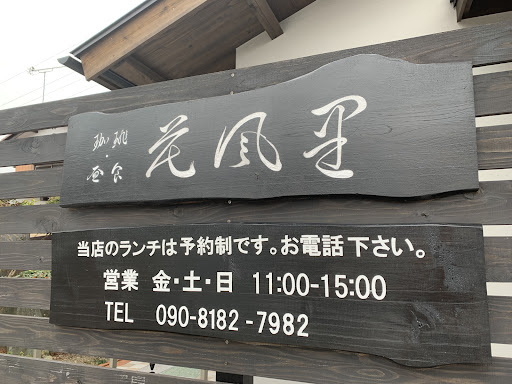 珈琲・昼食 花風里
当店のランチは予約制です。お電話下さい。
営業 金・土・日 11:00-15:00
TEL 090-8182-7982